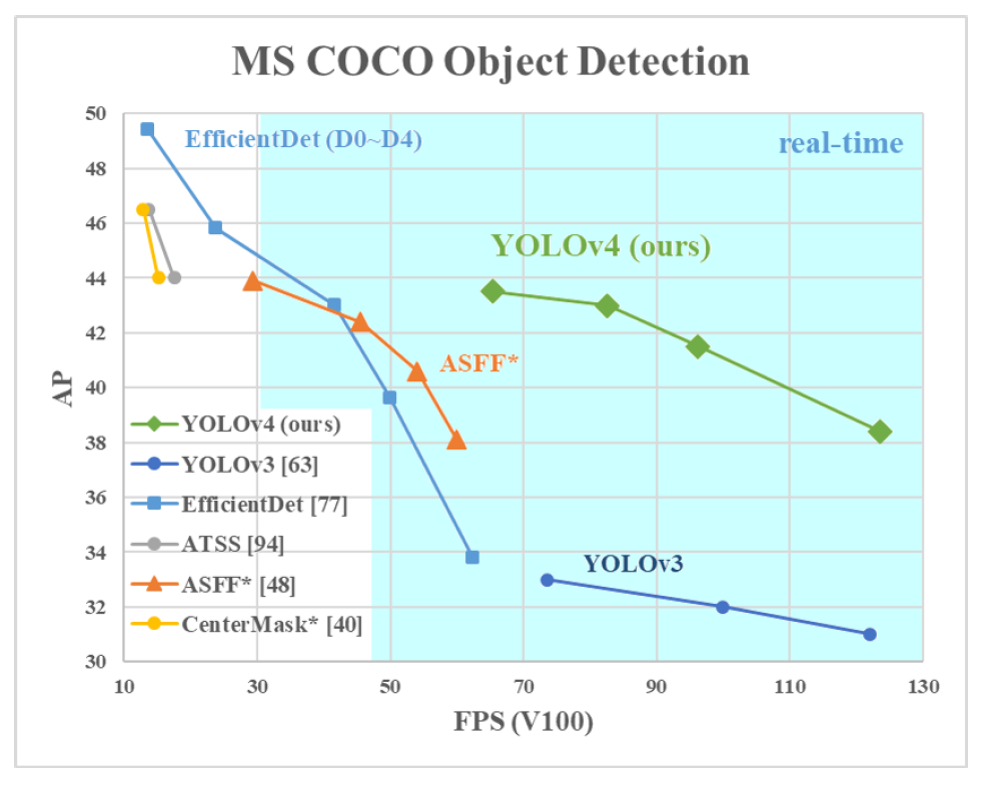 MS COCO Object Detection
50
EfficientDet (D0~D4)
real-time
48
46
YOLOv4 (ours)
44
42
ASFF*
40
AP
YOLOv4 (ours)
38
YOLOv3 [63]
36
EfficientDet [77]
34
ATSS [94]
YOLOv3
ASFF* [48]
32
CenterMask* [40]
30
10 30 50 70 90 110 130
FPS (V100)